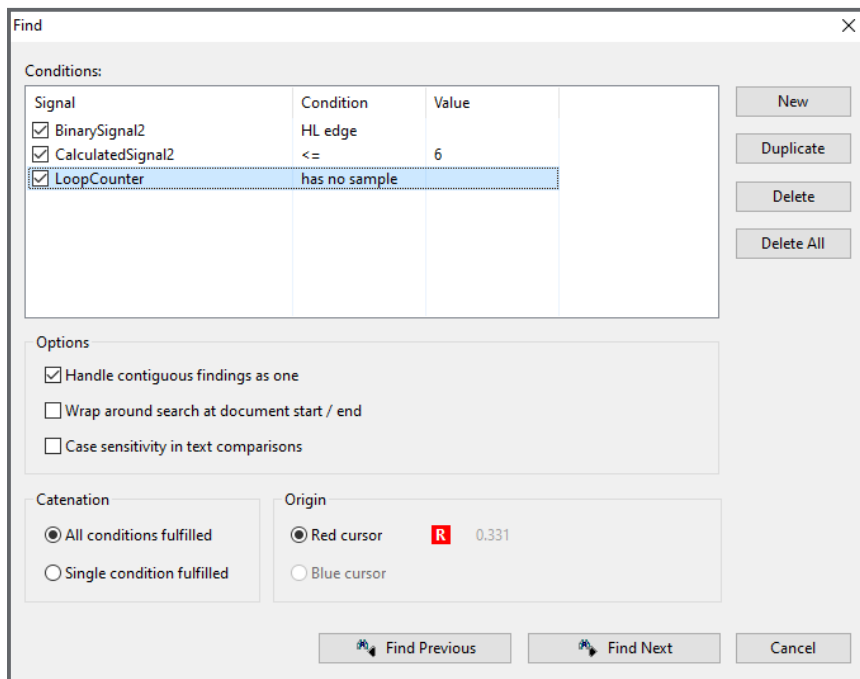 Find
Conditions:
Signal Condition Value
BinarySignal2 HL edge
CalculatedSignal2 <= 6
LoopCounter has no sample
New
Duplicate
Delete
Delete All
Options
Handle contiguous findings as one
Wrap around search at document start / end
Case sensitivity in text comparisons
Catenation
All conditions fulfilled
Single condition fulfilled
Origin
Red cursor R 0.331
Blue cursor
Find Previous Find Next Cancel